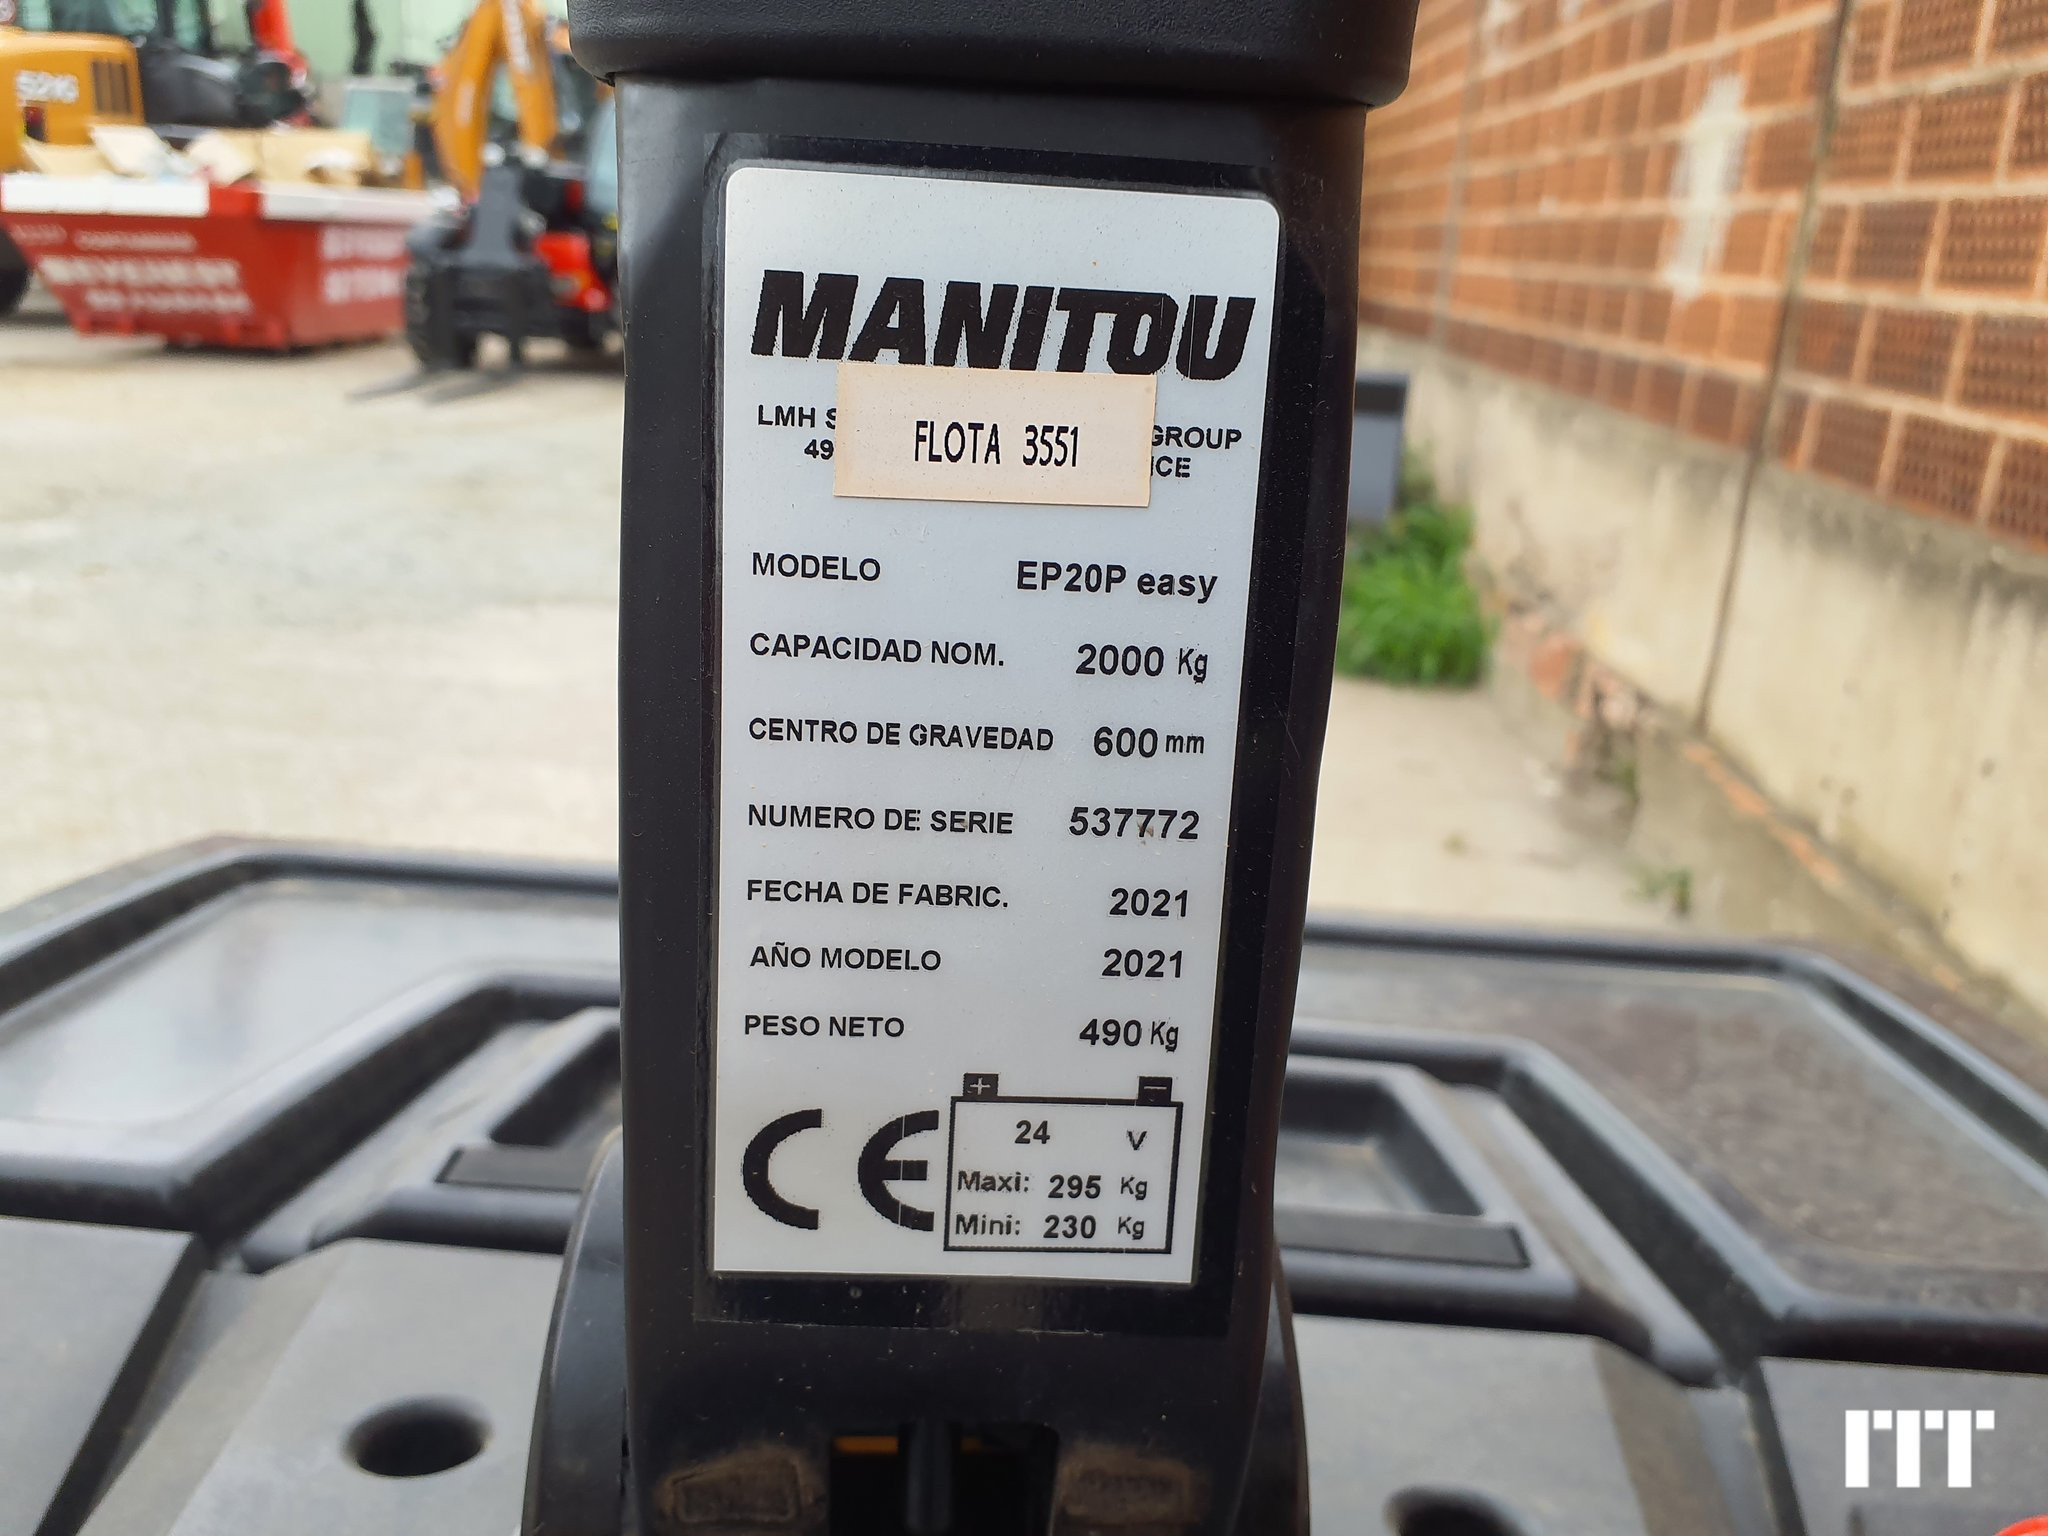 MANITOU
LMH S GROUP
49 CE
FLOTA 3551
MODELO EP20P easy
CAPACIDAD NOM. 2000 Kg
CENTRO DE GRAVEDAD 600 mm
NUMERO DE SERIE 537772
FECHA DE FABRIC. 2021
AÑO MODELO 2021
PESO NETO 490 Kg
+ −
24 V
CE
Maxi: 295 Kg
Mini: 230 Kg